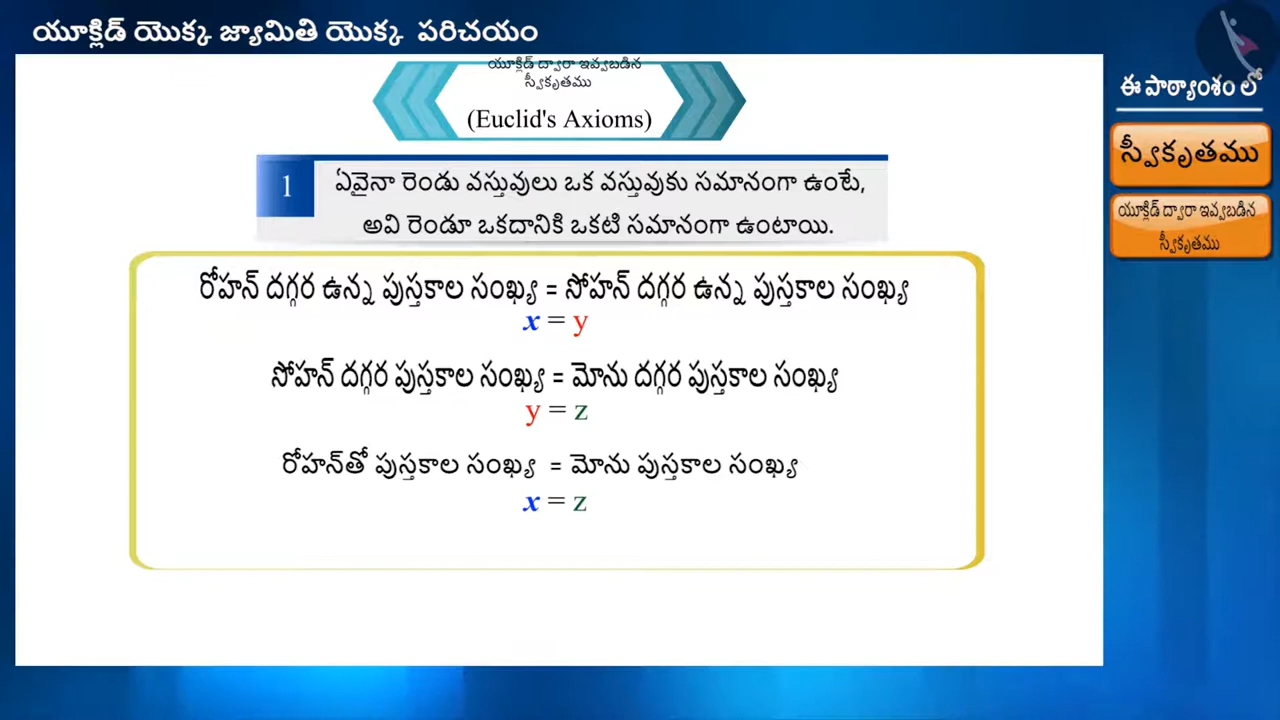 యూక్లిడ్ యొక్క జ్యామితి యొక్క పరిచయం
యూక్లిడ్ ద్వారా ఇవ్వబడిన
స్వీకృతము
(Euclid's Axioms)
1
ఏవైనా రెండు వస్తువులు ఒక వస్తువుకు సమానంగా ఉంటే,
అవి రెండూ ఒకదానికి ఒకటి సమానంగా ఉంటాయి.
రోహన్ దగ్గర ఉన్న పుస్తకాల సంఖ్య = సోహన్ దగ్గర ఉన్న పుస్తకాల సంఖ్య
x = y
సోహన్ దగ్గర పుస్తకాల సంఖ్య = మోను దగ్గర పుస్తకాల సంఖ్య
y = z
రోహన్‌తో పుస్తకాల సంఖ్య = మోను పుస్తకాల సంఖ్య
x = z
ఈ పాఠ్యాంశం లో
స్వీకృతము
యూక్లిడ్ ద్వారా ఇవ్వబడిన
స్వీకృతము